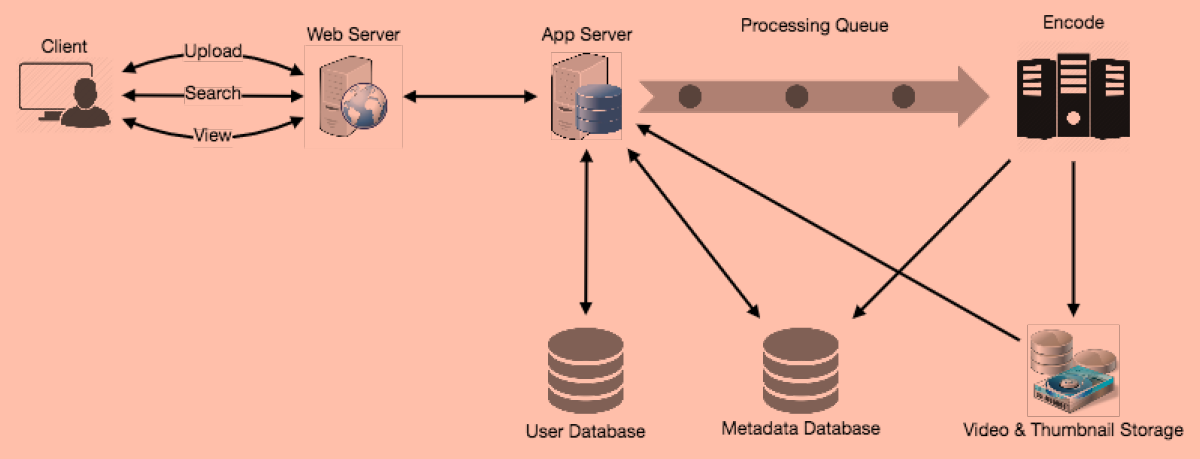 Client
Upload
Search
View
Web Server
App Server
Processing Queue
Encode
User Database
Metadata Database
Video & Thumbnail Storage